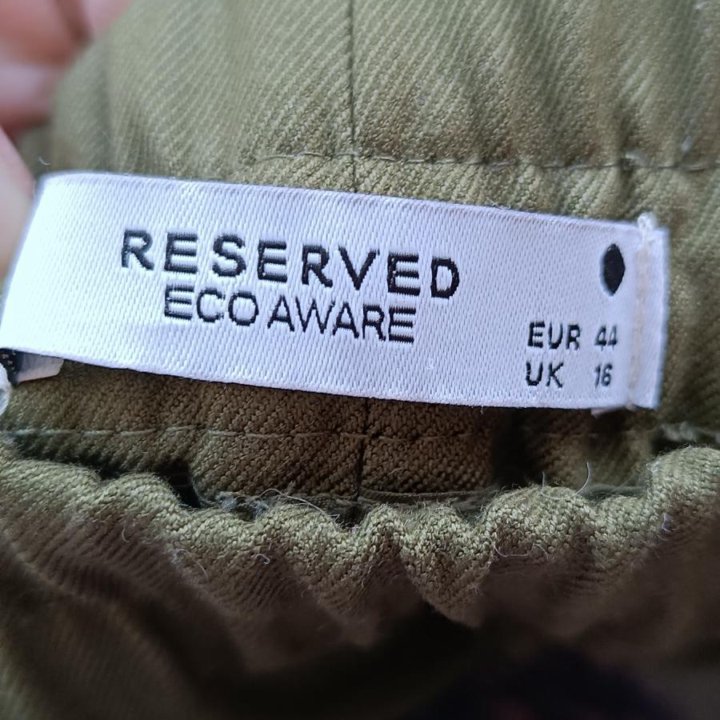 RESERVED
ECO AWARE
EUR 44
UK 16